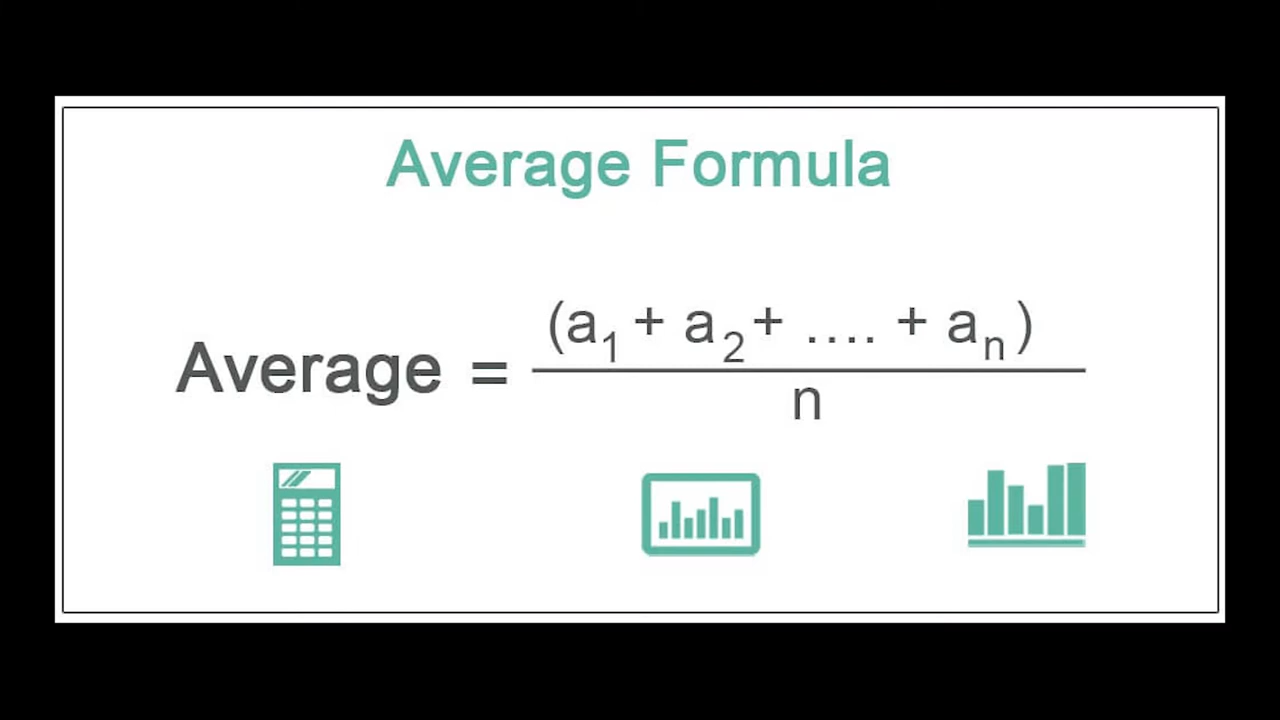 Average Formula
Average = (a₁ + a₂ + .... + aₙ)
n